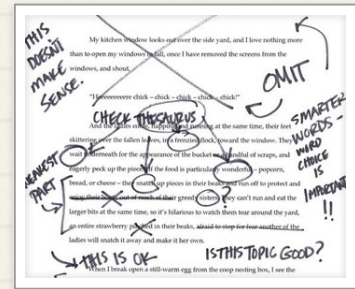 THIS
DOESN'T
MAKE
SENSE.
My kitchen window looks out over the side yard, and I love nothing more
than to open my windows in fall, once I have removed the screens from the
windows, and shout,
OMIT
"Heeeeeeeere chick – chick – chick – chick – chick!"
CHECK THESAURUS
And the ladies come, flapping and running at the same time, their feet
skittering over the fallen leaves, in a frenzied flock, toward the window. They
wait underneath for the appearance of the bucket or handful of scraps, and
eagerly peck up the pieces. If the food is particularly wonderful – popcorn,
bread, or cheese – they snatch up pieces in their beaks and run off to protect and
enjoy their bount out of reach of their greedy sisters. they can't run and eat the
larger bits at the same time, so it's hilarious to watch them tear around the yard,
an entire strawberry pushed in their beaks, afraid to stop for fear another of the
ladies will snatch it away and make it her own.
SMARTER
WORDS –
WORD
CHOICE
IS
IMPORTANT
!!
WEAKEST
PART
THIS IS OK
IS THIS TOPIC GOOD?
When I break open a still-warm egg from the coop nesting box, I see the